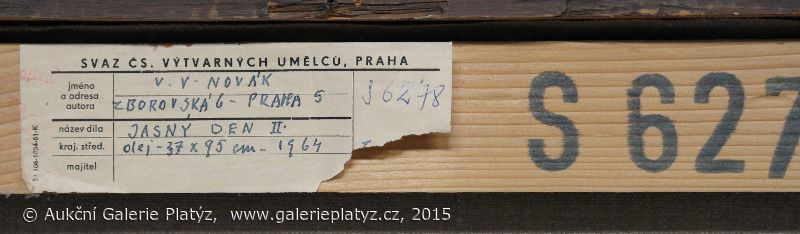 SVAZ ČS. VÝTVARNÝCH UMĚLCŮ, PRAHA
jméno a adresa autora
V. V. NOVÁK
ZBOROVSKÁ 6 - PRAHA 5
S 6278
název díla JASNÝ DEN II.
kraj. střed. olej - 37 x 95 cm - 1964
majitel
S 627
© Aukční Galerie Platýz, www.galerieplatyz.cz, 2015